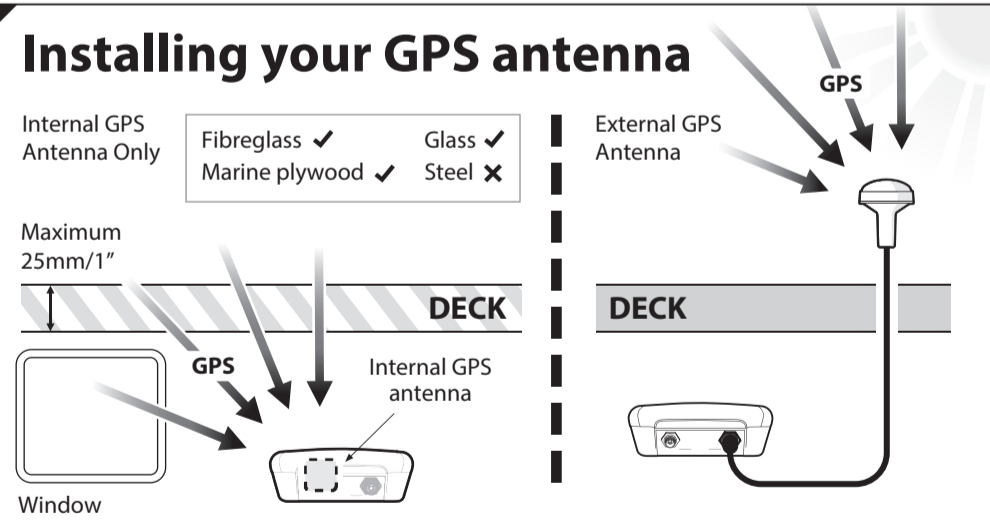 Installing your GPS antenna
Internal GPS
Antenna Only
Fibreglass ✓
Glass ✓
Marine plywood ✓
Steel ✗
Maximum
25mm/1”
DECK
GPS
Internal GPS
antenna
Window
External GPS
Antenna
GPS
DECK